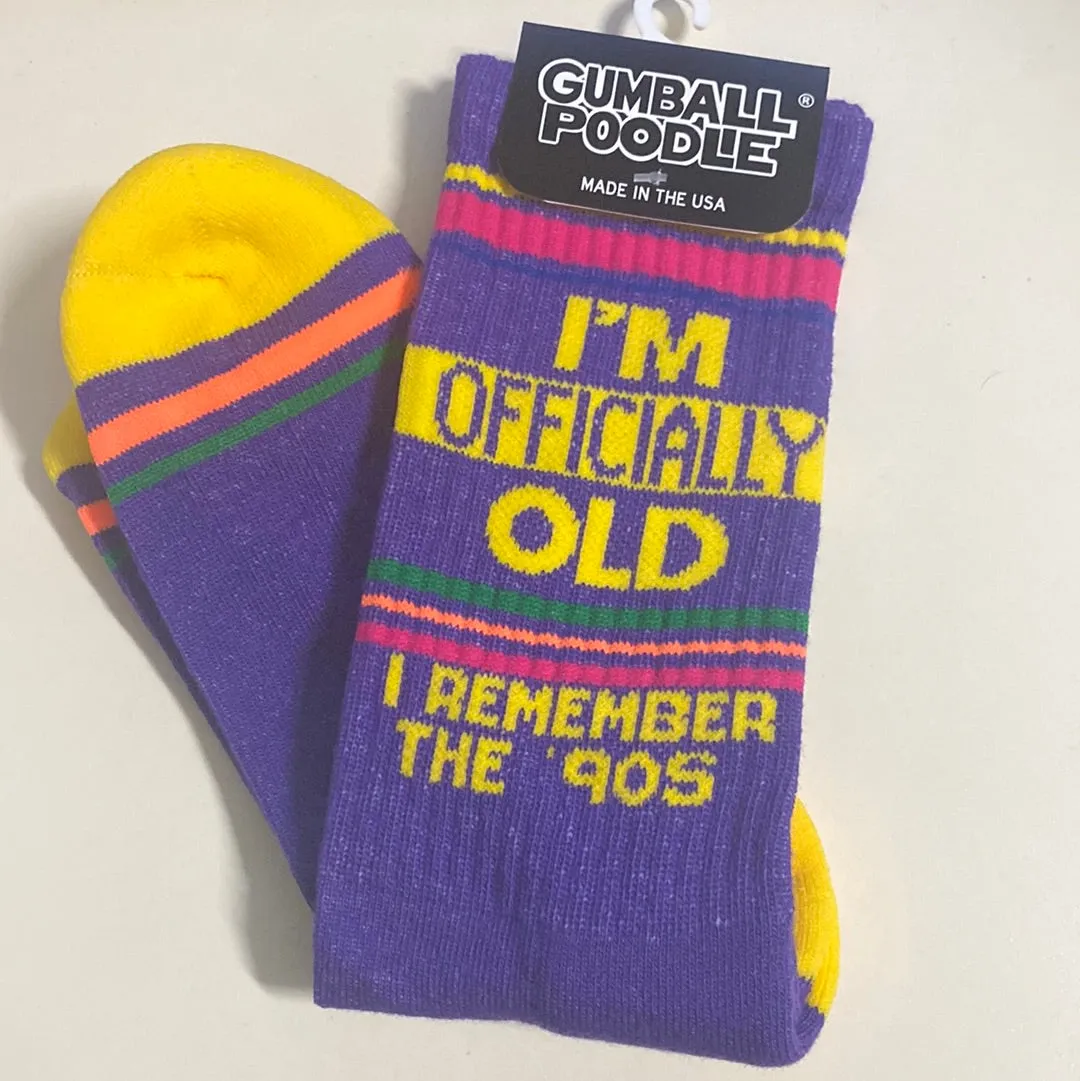 GUMBALL ®
POODLE
MADE IN THE USA
I'M
OFFICIALLY
OLD
I REMEMBER
THE '90S